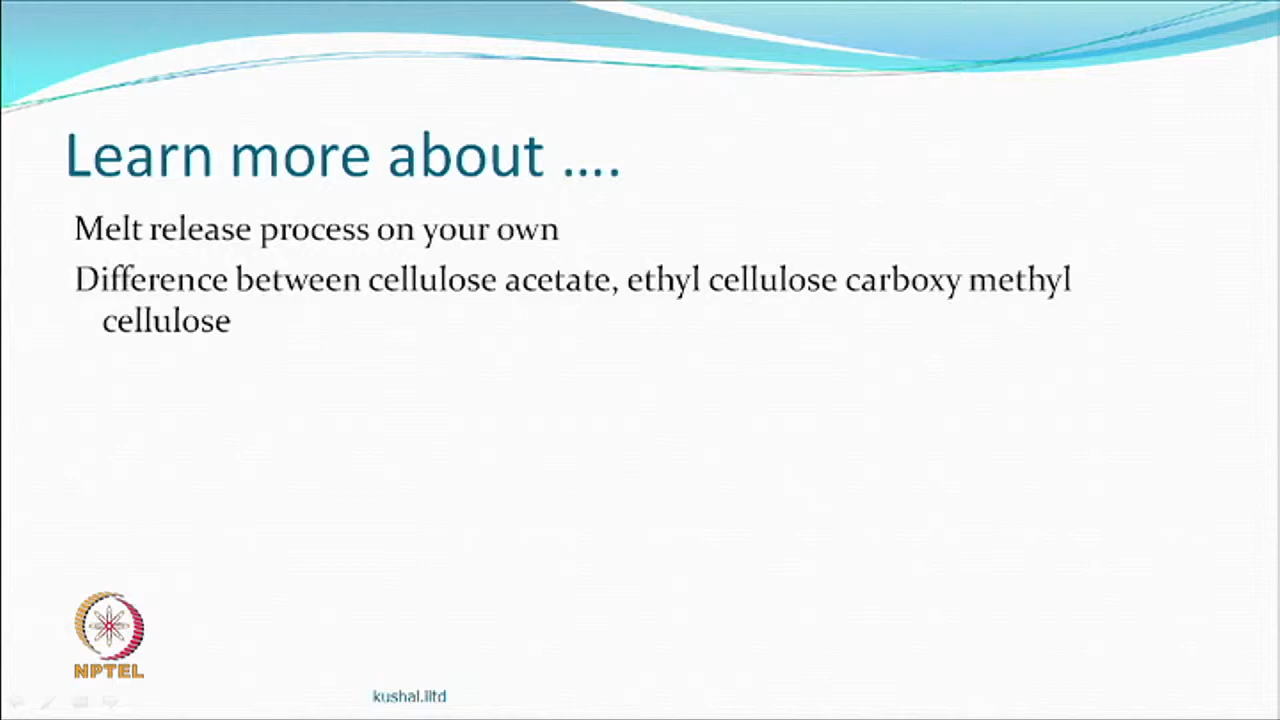 Learn more about ....
Melt release process on your own
Difference between cellulose acetate, ethyl cellulose carboxy methyl
cellulose
NPTEL
kushal.iitd